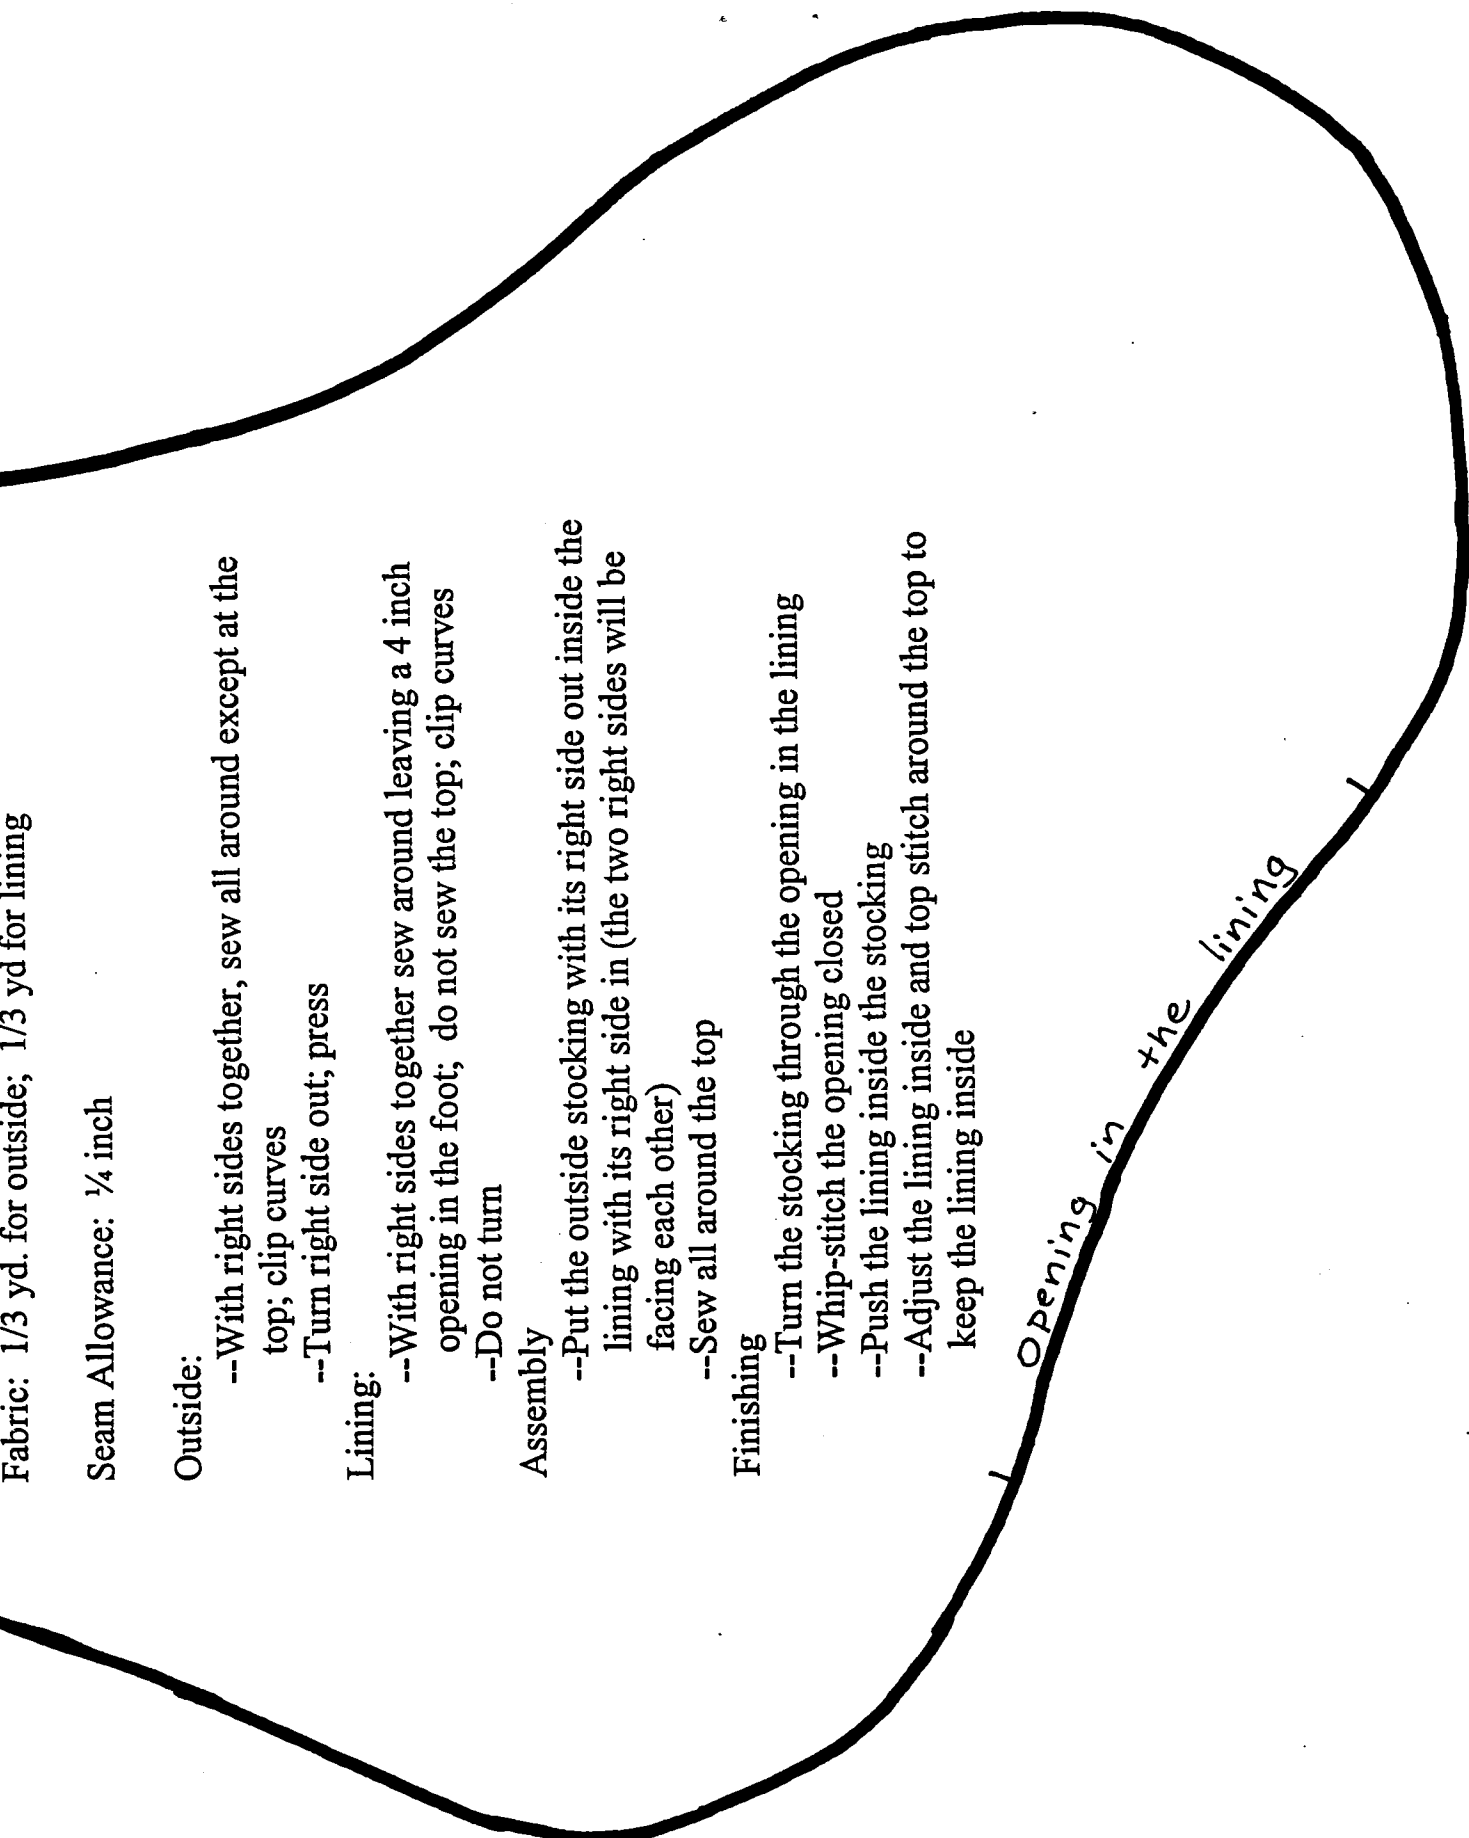 Fabric: 1/3 yd. for outside; 1/3 yd for lining
Seam Allowance: ¼ inch
Outside:
--With right sides together, sew all around except at the
top; clip curves
--Turn right side out; press
Lining:
--With right sides together sew around leaving a 4 inch
opening in the foot; do not sew the top; clip curves
--Do not turn
Assembly
--Put the outside stocking with its right side out inside the
lining with its right side in (the two right sides will be
facing each other)
--Sew all around the top
Finishing
--Turn the stocking through the opening in the lining
--Whip-stitch the opening closed
--Push the lining inside the stocking
--Adjust the lining inside and top stitch around the top to
keep the lining inside
opening in the lining